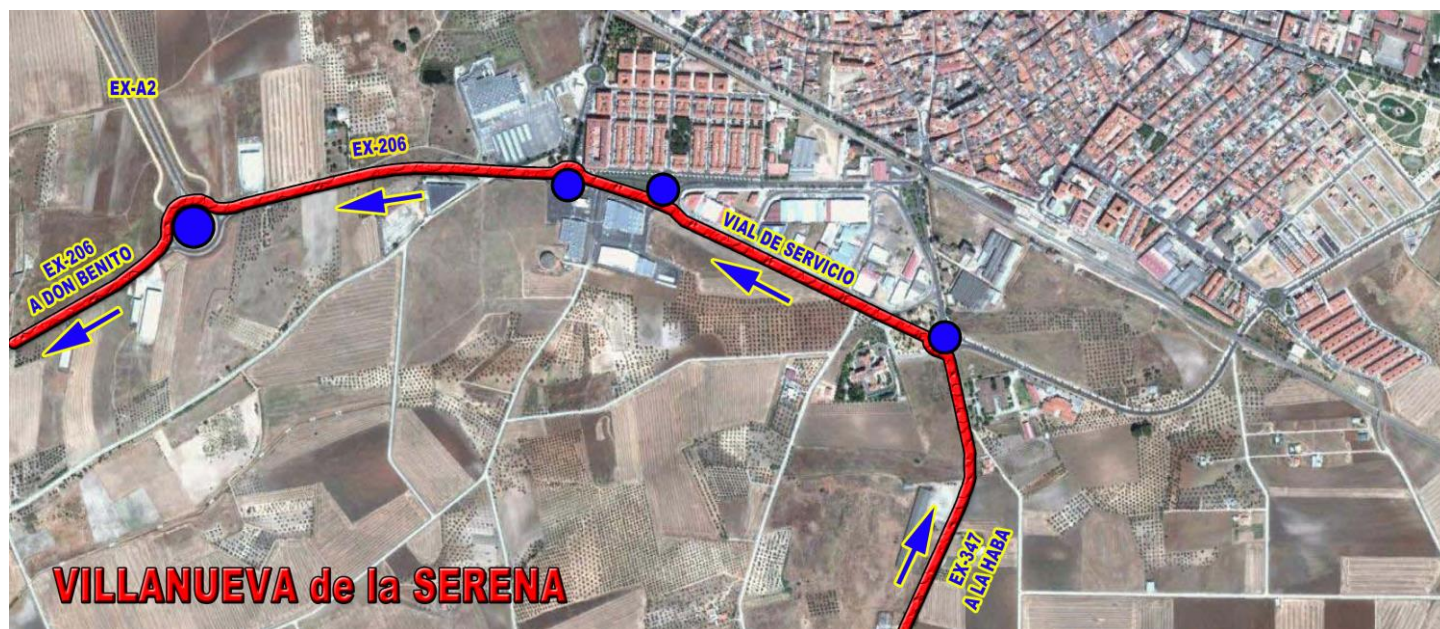 EX-A2
EX-206
EX-206
A DON BENITO
VIAL DE SERVICIO
EX-347
A LA HABA
VILLANUEVA de la SERENA